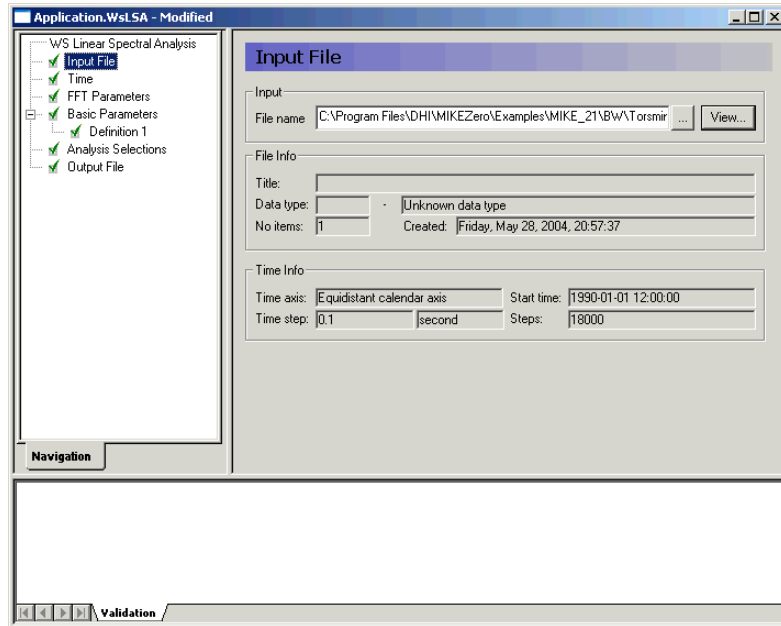 Application.WsLSA - Modified
WS Linear Spectral Analysis
Input File
Time
FFT Parameters
Basic Parameters
Definition 1
Analysis Selections
Output File
Navigation
Input File
Input
File name C:\Program Files\DHI\MIKEZero\Examples\MIKE_21\BW\Torsmir ... View...
File Info
Title:
Data type: - Unknown data type
No items: 1 Created: Friday, May 28, 2004, 20:57:37
Time Info
Time axis: Equidistant calendar axis Start time: 1990-01-01 12:00:00
Time step: 0.1 second Steps: 18000
Validation